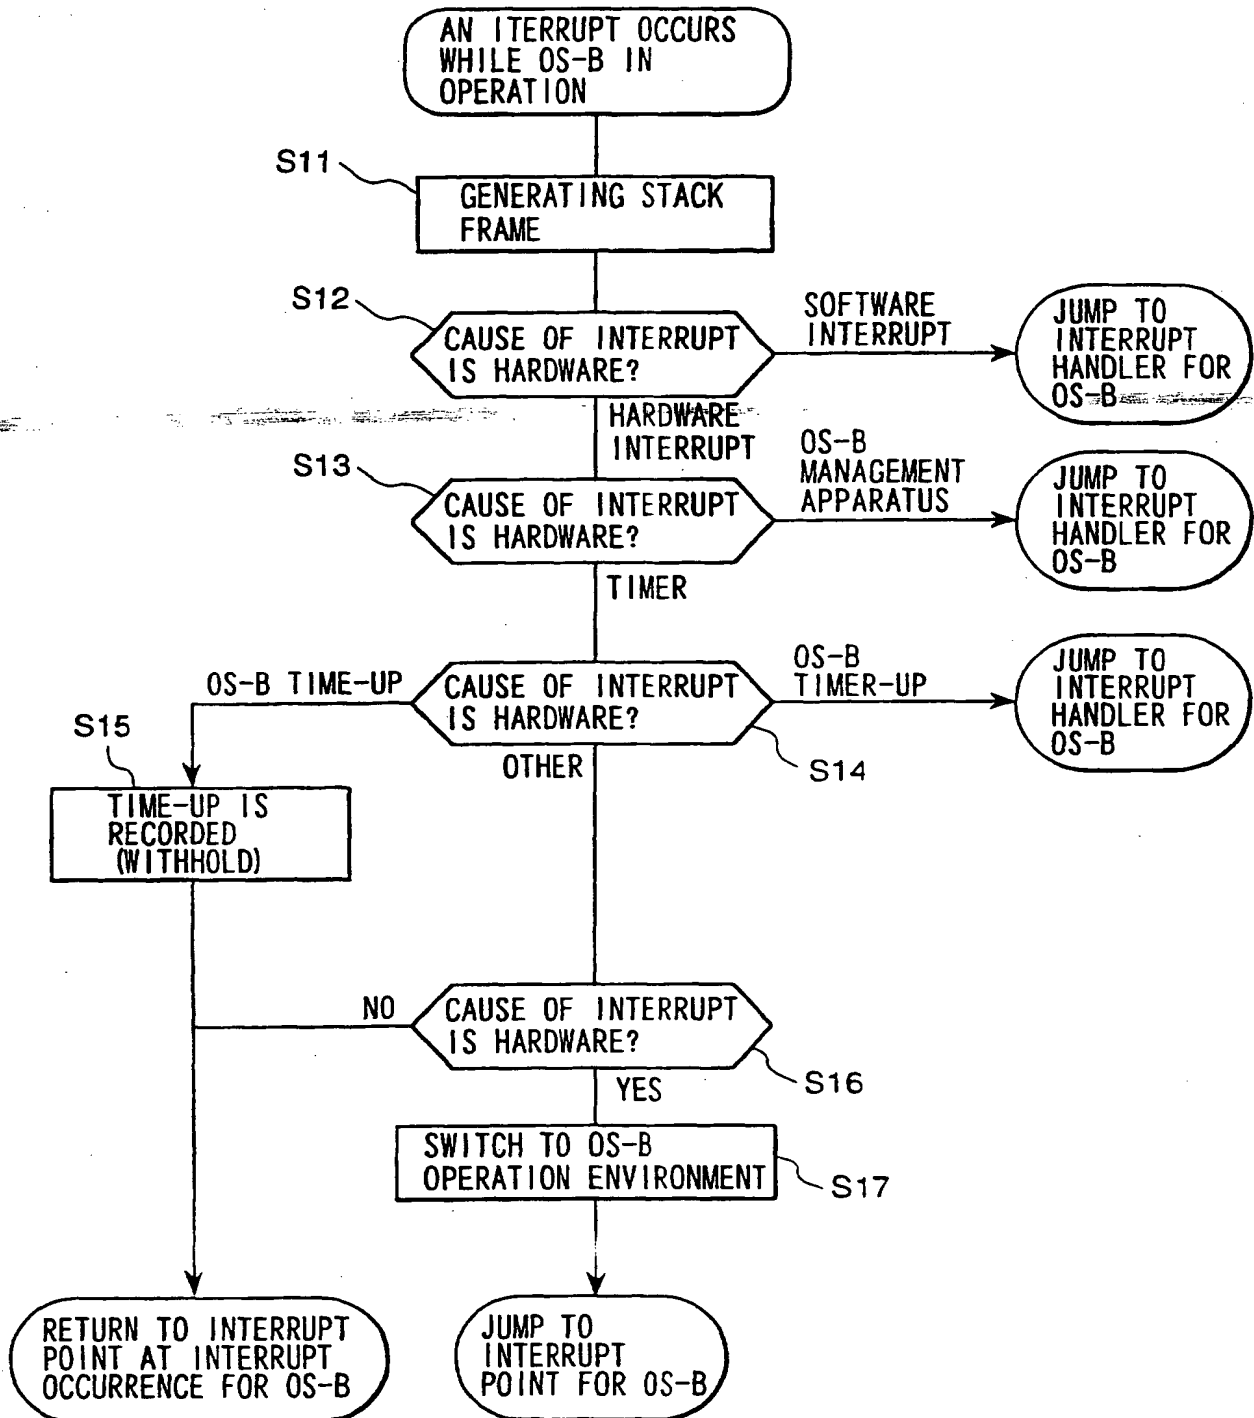 AN ITERRUPT OCCURS
WHILE OS-B IN
OPERATION
S11
GENERATING STACK
FRAME
S12
CAUSE OF INTERRUPT
IS HARDWARE?
SOFTWARE
INTERRUPT
JUMP TO
INTERRUPT
HANDLER FOR
OS-B
HARDWARE
INTERRUPT
S13
CAUSE OF INTERRUPT
IS HARDWARE?
OS-B
MANAGEMENT
APPARATUS
JUMP TO
INTERRUPT
HANDLER FOR
OS-B
TIMER
OS-B TIME-UP
CAUSE OF INTERRUPT
IS HARDWARE?
OS-B
TIMER-UP
JUMP TO
INTERRUPT
HANDLER FOR
OS-B
S14
S15
OTHER
TIME-UP IS
RECORDED
(WITHHOLD)
NO
CAUSE OF INTERRUPT
IS HARDWARE?
S16
YES
SWITCH TO OS-B
OPERATION ENVIRONMENT
S17
RETURN TO INTERRUPT
POINT AT INTERRUPT
OCCURRENCE FOR OS-B
JUMP TO
INTERRUPT
POINT FOR OS-B